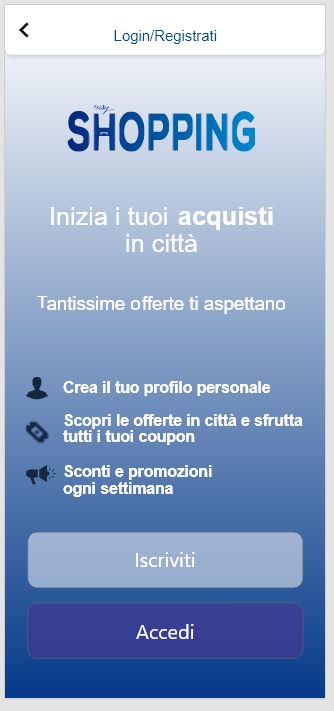 Login/Registrati
easy
SHOPPING
Inizia i tuoi acquisti
in città
Tantissime offerte ti aspettano
Crea il tuo profilo personale
Scopri le offerte in città e sfrutta
tutti i tuoi coupon
Sconti e promozioni
ogni settimana
Iscriviti
Accedi